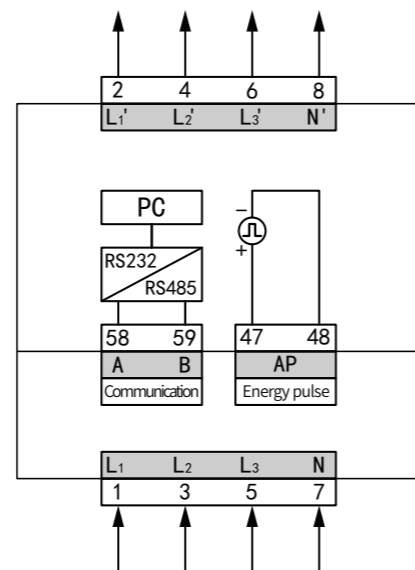 2 4 6 8
L1' L2' L3' N'
PC
RS232
RS485
−
+
58 59 47 48
A B AP
Communication Energy pulse
L1 L2 L3 N
1 3 5 7